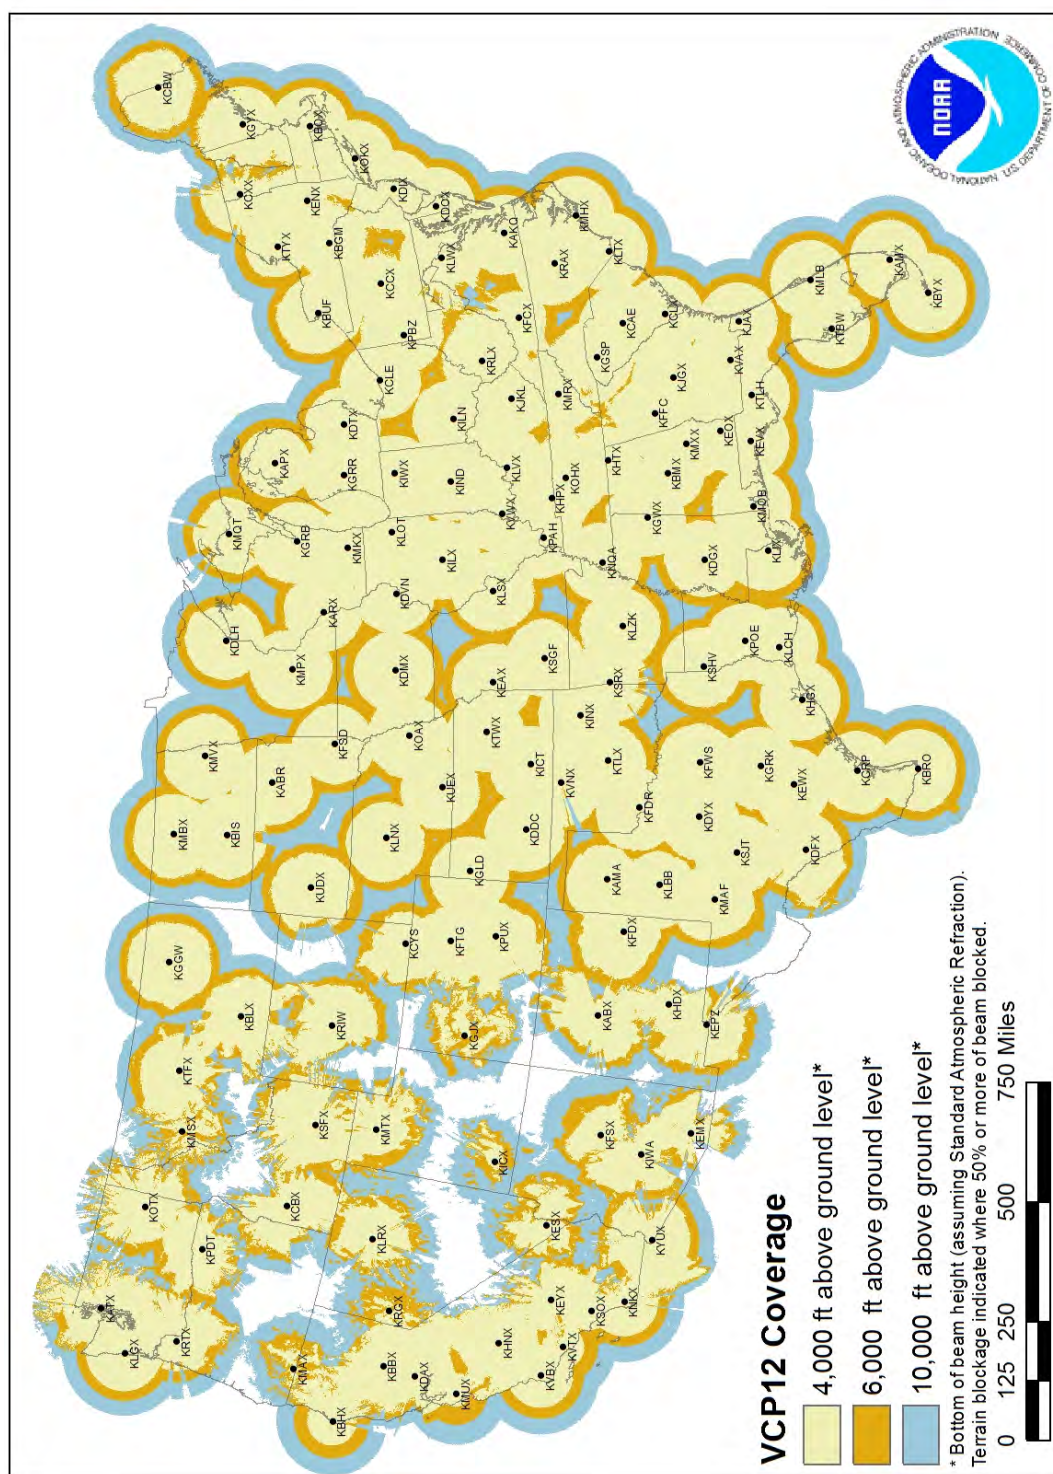 KATX
KLGX
KRTX
KOTX
KPDT
KMSX
KTFX
KGGW
KBLX
KMBX
KBIS
KMVX
KABR
KDLH
KMPX
KMQT
KAPX
KCBW
KGYX
KCXX
KTYX
KBOX
KENX
KOKX
KBGM
KBUF
KMAX
KCBX
KSFX
KRIW
KUDX
KFSD
KARX
KGRB
KMKX
KGRR
KDTX
KCLE
KCCX
KDIX
KDOX
KPBZ
KBHX
KRGX
KLRX
KMTX
KCYS
KLNX
KOAX
KDMX
KDVN
KLOT
KIWX
KBBX
KDAX
KMUX
KICX
KGJX
KFTG
KPUX
KGLD
KUEX
KTWX
KEAX
KILX
KLSX
KIND
KILN
KLVX
KVWX
KRLX
KJKL
KLWX
KAKQ
KFCX
KHNX
KVBX
KVTX
KEYX
KESX
KDDC
KICT
KVNX
KSGF
KPAH
KHPX
KOHX
KMRX
KRAX
KMHX
KLTX
KSOX
KNKX
KYUX
KFSX
KIWA
KEMX
KABX
KHDX
KEPZ
KFDX
KAMA
KLBB
KMAF
KTLX
KINX
KSRX
KFDR
KLZK
KNQA
KHTX
KGWX
KBMX
KGSP
KCAE
KCLX
KFFC
KJGX
KMXX
KEOX
KFWS
KDYX
KSJT
KDFX
KGRK
KEWX
KSHV
KPOE
KLCH
KHGX
KDGX
KLIX
KMOB
KEVX
KTLH
KVAX
KJAX
KCRP
KBRO
KTBW
KMLB
KAMX
KBYX
VCP12 Coverage
4,000 ft above ground level*
6,000 ft above ground level*
10,000 ft above ground level*
* Bottom of beam height (assuming Standard Atmospheric Refraction).
Terrain blockage indicated where 50% or more of beam blocked.
0 125 250 500 750 Miles
NATIONAL OCEANIC AND ATMOSPHERIC ADMINISTRATION
NOAA
U.S. DEPARTMENT OF COMMERCE